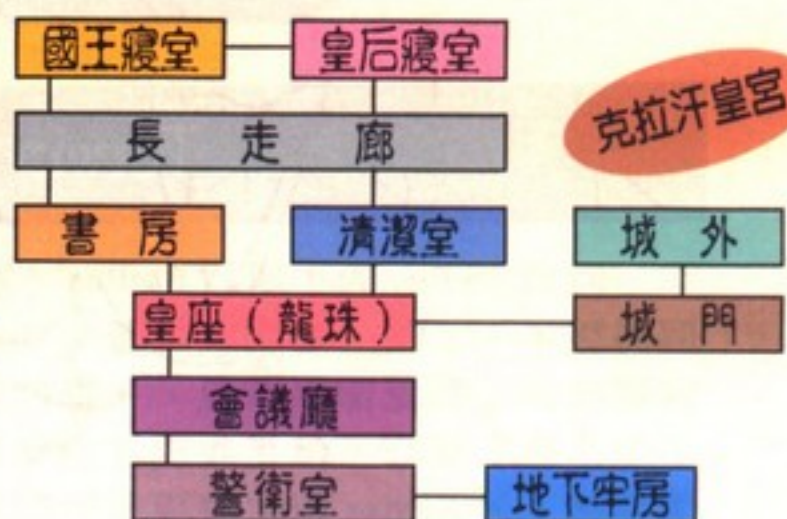 國王寢室
皇后寢室
克拉汗皇宮
長走廊
書房
清潔室
城外
皇座(龍珠)
城門
會議廳
警衛室
地下牢房